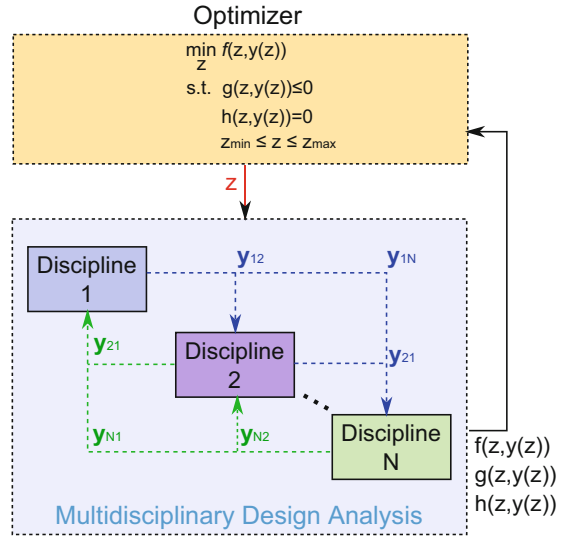 Optimizer
min f(z,y(z))
z
s.t. g(z,y(z))≤0
h(z,y(z))=0
zmin ≤ z ≤ zmax
z
Discipline
1
y12
y1N
y21
Discipline
2
y21
yN1
yN2
Discipline
N
f(z,y(z))
g(z,y(z))
h(z,y(z))
Multidisciplinary Design Analysis